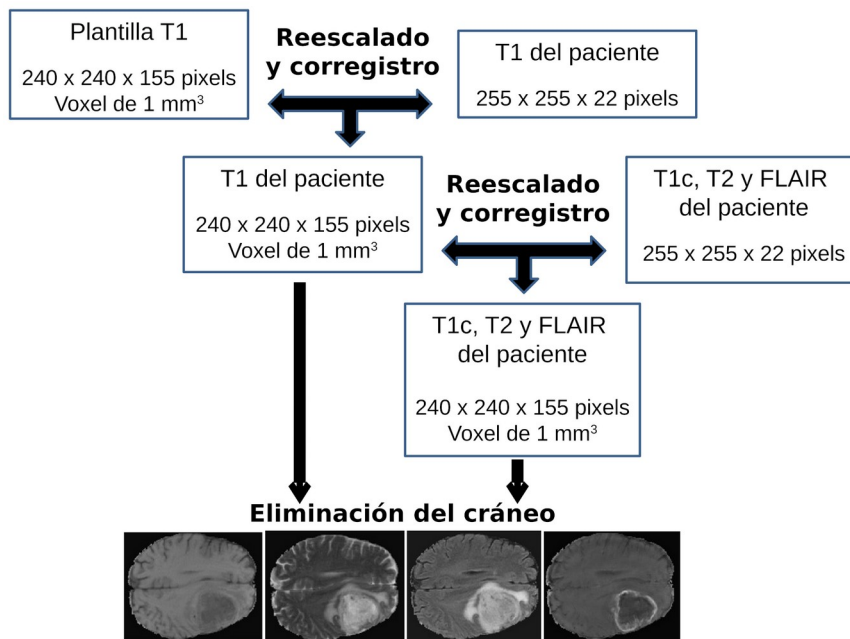 Plantilla T1
240 x 240 x 155 pixels
Voxel de 1 mm³
Reescalado
y corregistro
T1 del paciente
255 x 255 x 22 pixels
T1 del paciente
240 x 240 x 155 pixels
Voxel de 1 mm³
Reescalado
y corregistro
T1c, T2 y FLAIR
del paciente
255 x 255 x 22 pixels
T1c, T2 y FLAIR
del paciente
240 x 240 x 155 pixels
Voxel de 1 mm³
Eliminación del cráneo